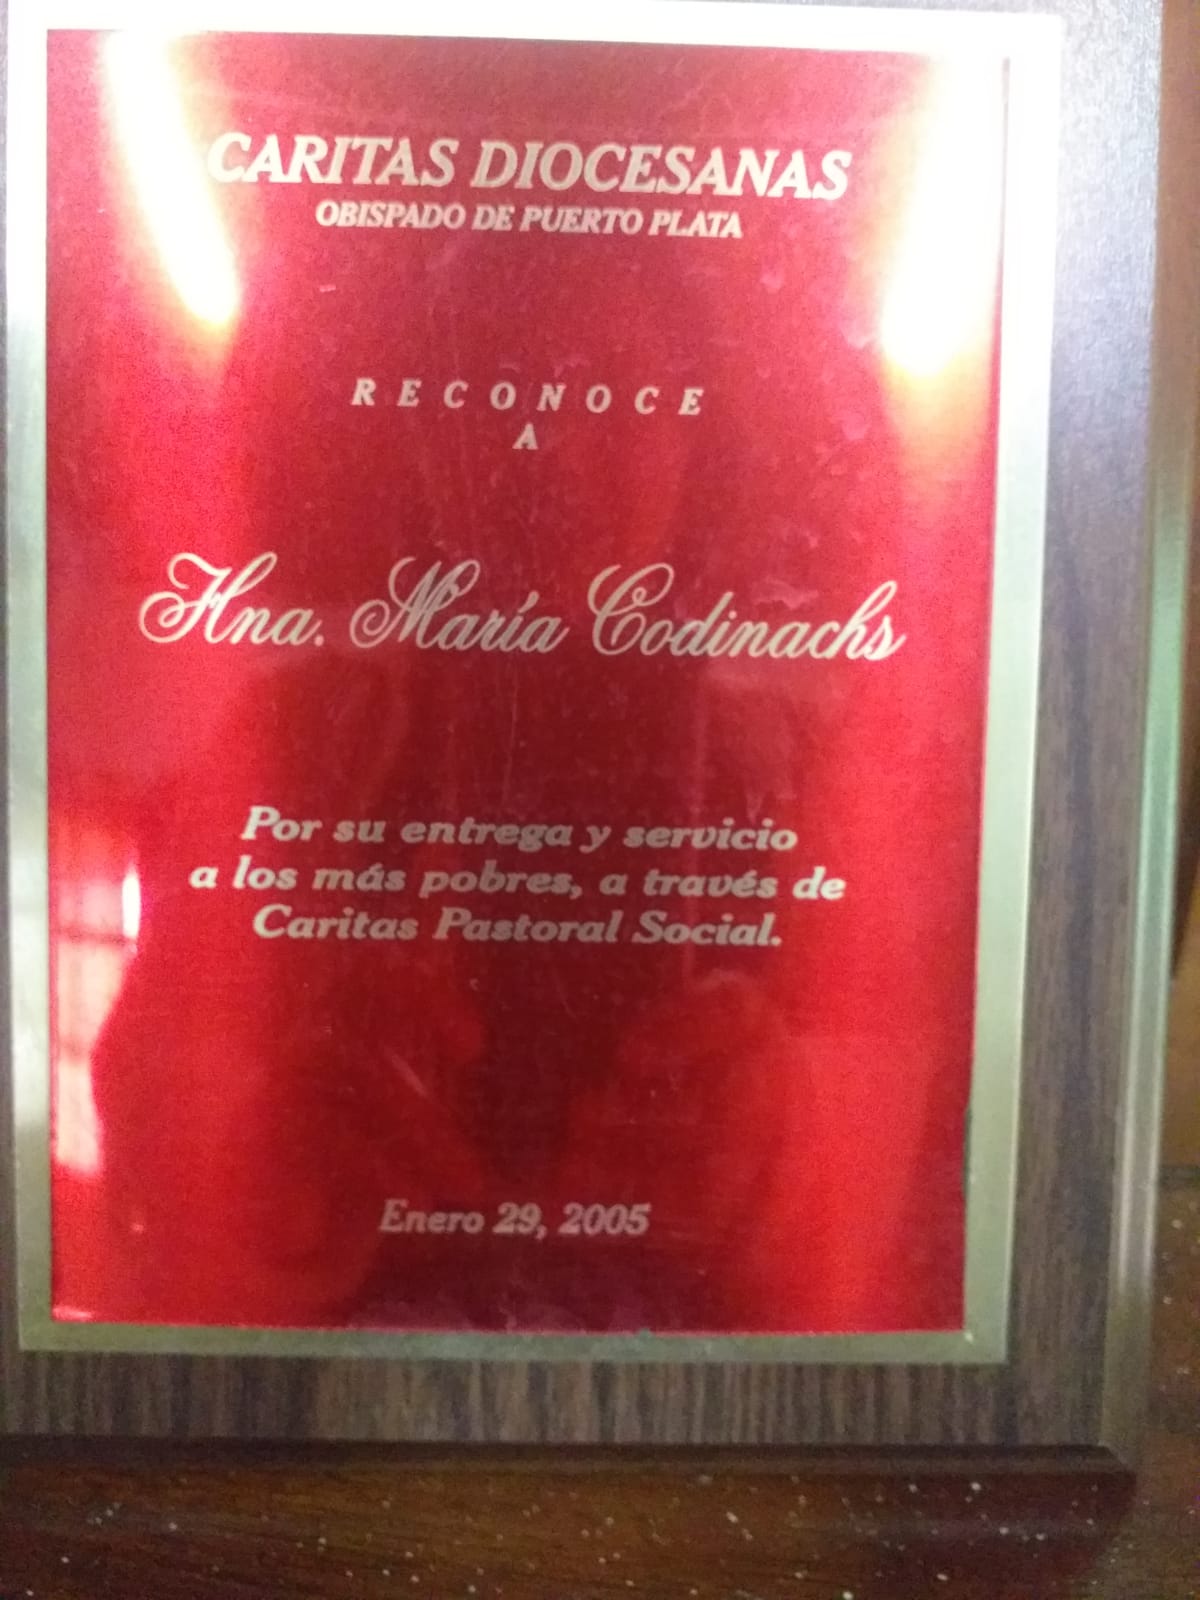 CARITAS DIOCESANAS
OBISPADO DE PUERTO PLATA
RECONOCE
A
Hna. María Codinachs
Por su entrega y servicio
a los más pobres, a través de
Caritas Pastoral Social.
Enero 29, 2005